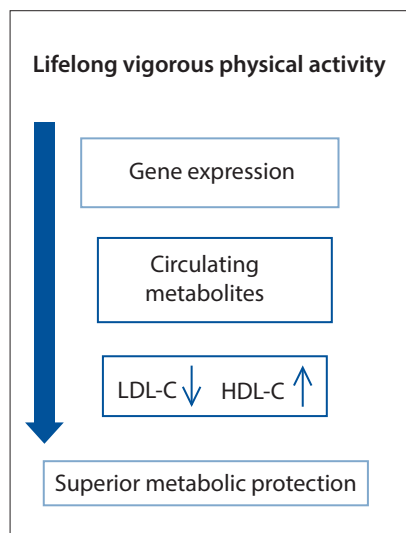 Lifelong vigorous physical activity
Gene expression
Circulating
metabolites
LDL-C ↓ HDL-C ↑
Superior metabolic protection